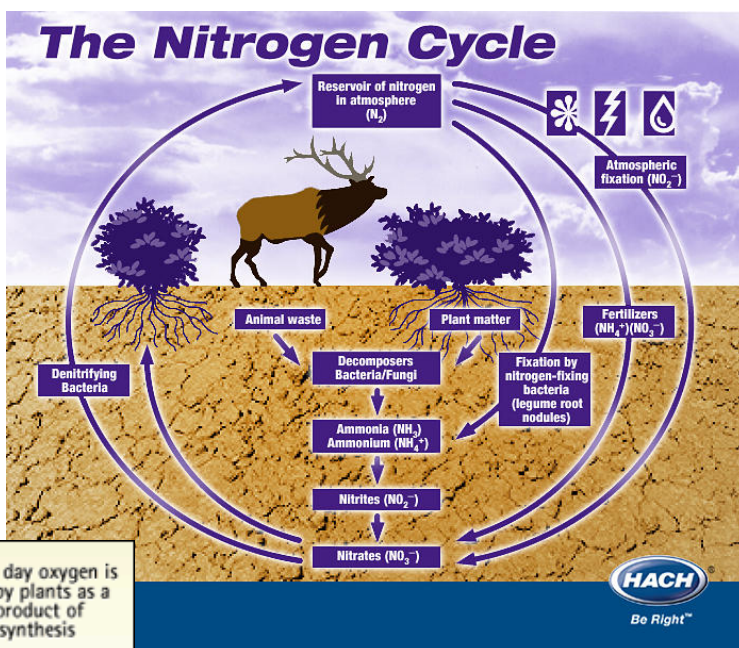 The Nitrogen Cycle
Reservoir of nitrogen
in atmosphere
(N₂)
Atmospheric
fixation (NO₂⁻)
Animal waste
Plant matter
Fertilizers
(NH₄⁺)(NO₃⁻)
Decomposers
Bacteria/Fungi
Fixation by
nitrogen-fixing
bacteria
(legume root
nodules)
Denitrifying
Bacteria
Ammonia (NH₃)
Ammonium (NH₄⁺)
Nitrites (NO₂⁻)
Nitrates (NO₃⁻)
day oxygen is
by plants as a
product of
synthesis
HACH®
Be Right™